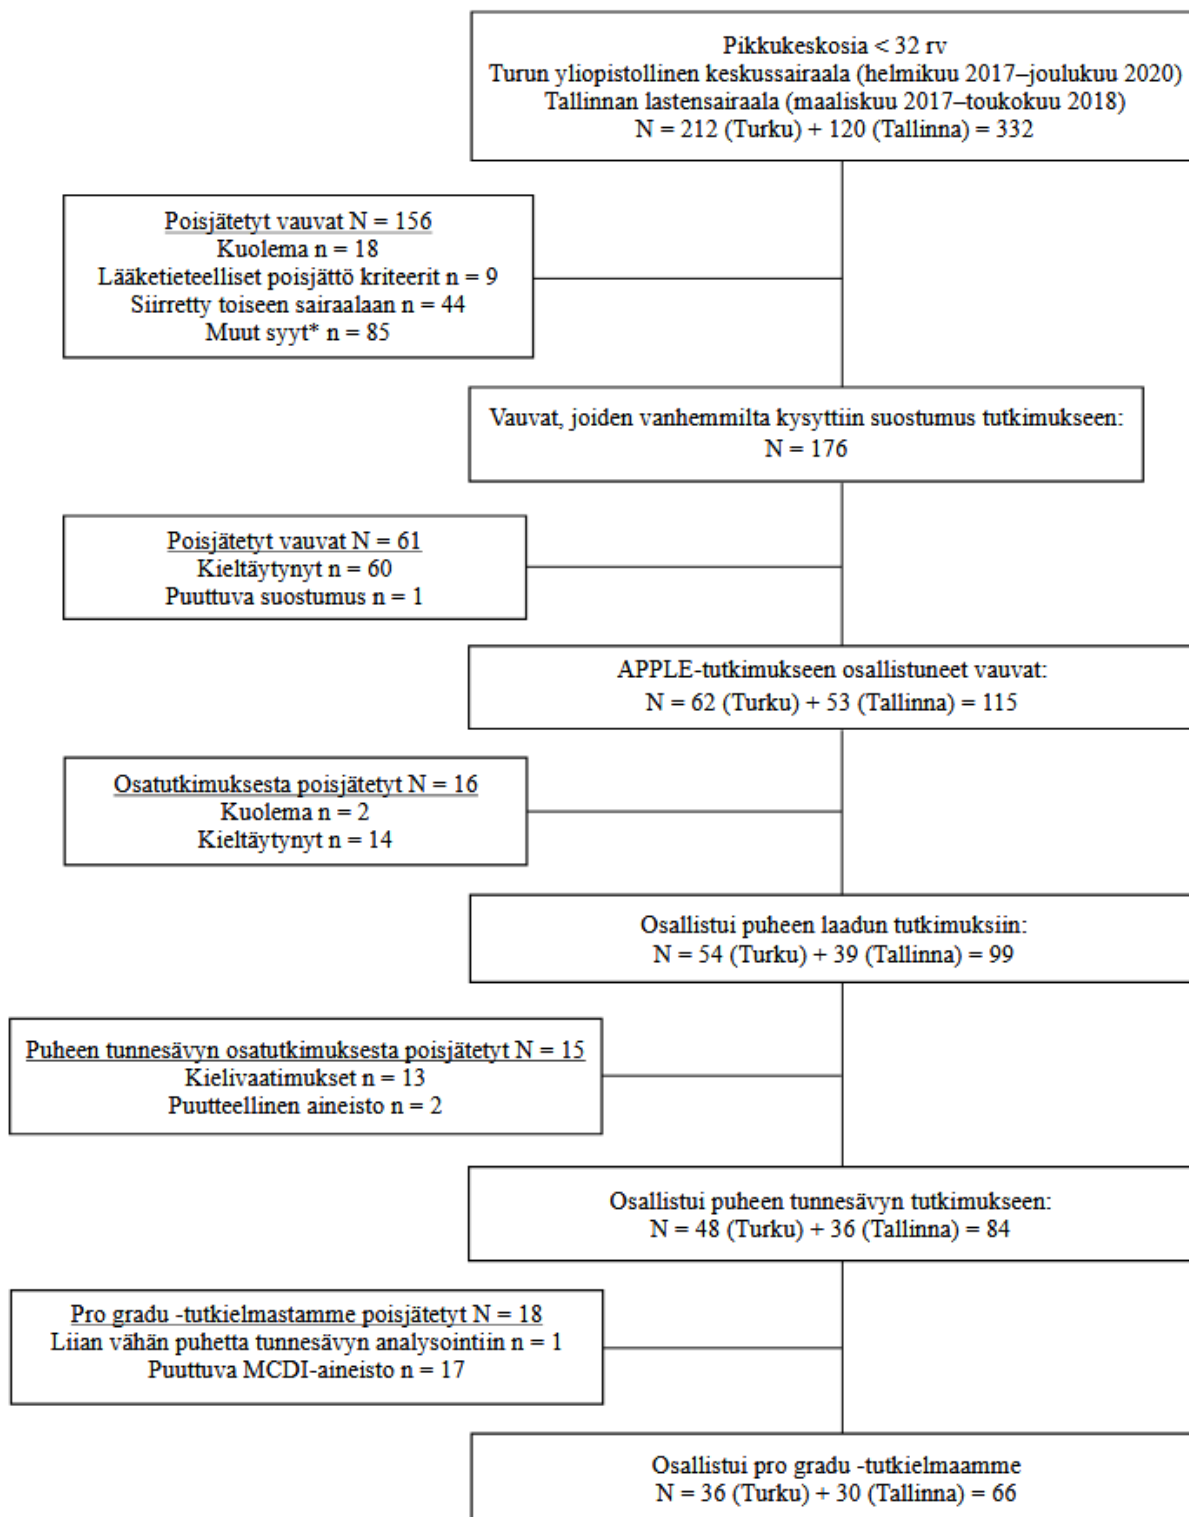 Pikkukeskosia < 32 rv
Turun yliopistollinen keskussairaala (helmikuu 2017–joulukuu 2020)
Tallinnan lastensairaala (maaliskuu 2017–toukokuu 2018)
N = 212 (Turku) + 120 (Tallinna) = 332
Poisjätetyt vauvat N = 156
Kuolema n = 18
Lääketieteelliset poisjättö kriteerit n = 9
Siirretty toiseen sairaalaan n = 44
Muut syyt* n = 85
Vauvat, joiden vanhemmilta kysyttiin suostumus tutkimukseen:
N = 176
Poisjätetyt vauvat N = 61
Kieltäytynyt n = 60
Puuttuva suostumus n = 1
APPLE-tutkimukseen osallistuneet vauvat:
N = 62 (Turku) + 53 (Tallinna) = 115
Osatutkimuksesta poisjätetyt N = 16
Kuolema n = 2
Kieltäytynyt n = 14
Osallistui puheen laadun tutkimuksiin:
N = 54 (Turku) + 39 (Tallinna) = 99
Puheen tunnesävyn osatutkimuksesta poisjätetyt N = 15
Kielivaatimukset n = 13
Puutteellinen aineisto n = 2
Osallistui puheen tunnesävyn tutkimukseen:
N = 48 (Turku) + 36 (Tallinna) = 84
Pro gradu -tutkielmastamme poisjätetyt N = 18
Liian vähän puhetta tunnesävyn analysointiin n = 1
Puuttuva MCDI-aineisto n = 17
Osallistui pro gradu -tutkielmaamme
N = 36 (Turku) + 30 (Tallinna) = 66